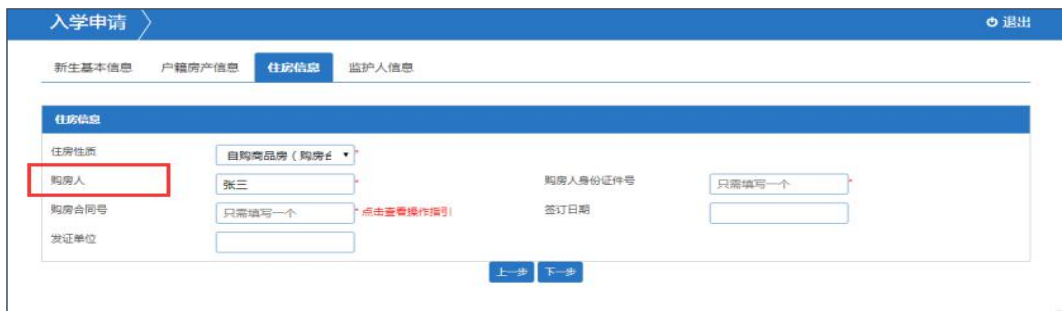 入学申请 退出
新生基本信息 户籍房产信息 住房信息 监护人信息
住房信息
住房性质 自购商品房（购房合 *
购房人 张三 * 购房人身份证件号 只需填写一个 *
购房合同号 只需填写一个 * 点击查看操作指引 签订日期
发证单位
上一步 下一步